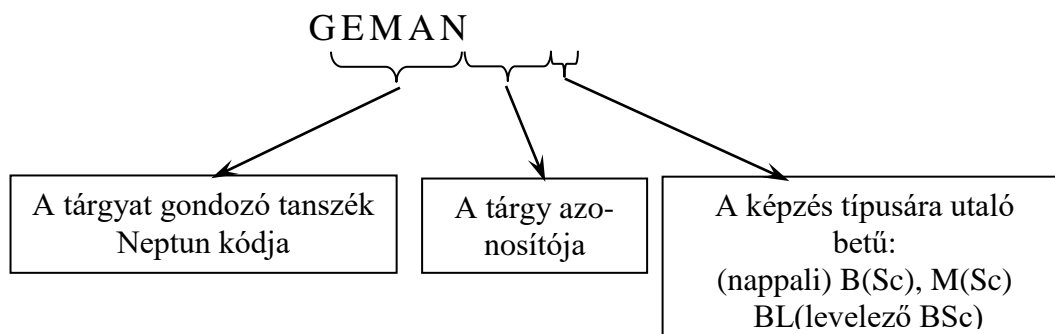 GEMAN
A tárgyat gondozó tanszék
Neptun kódja
A tárgy azo-
nosítója
A képzés típusára utaló
betű:
(nappali) B(Sc), M(Sc)
BL(levelező BSc)